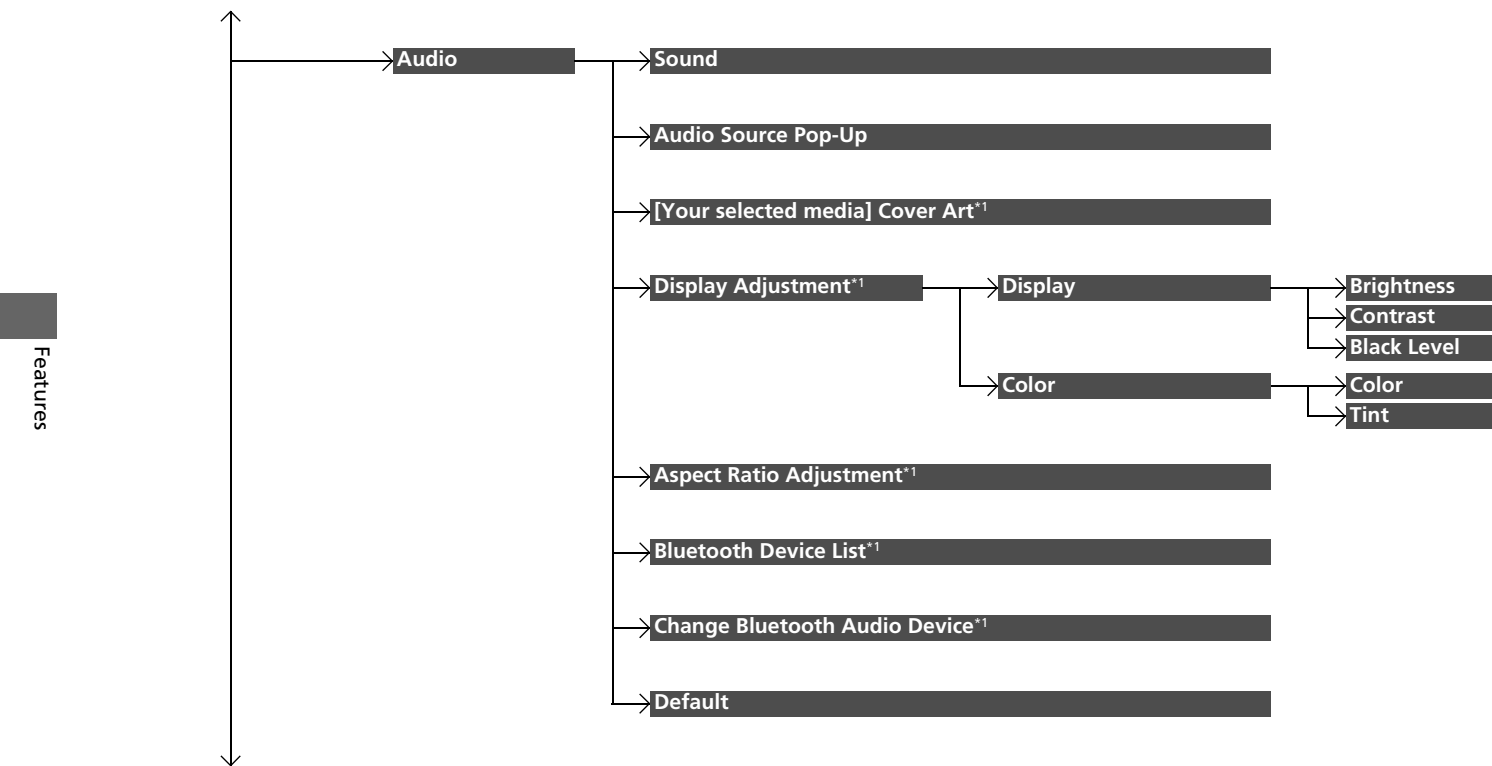 Audio
Sound
Audio Source Pop-Up
[Your selected media] Cover Art*1
Display Adjustment*1
Display
Brightness
Contrast
Black Level
Color
Color
Tint
Aspect Ratio Adjustment*1
Bluetooth Device List*1
Change Bluetooth Audio Device*1
Default
Features